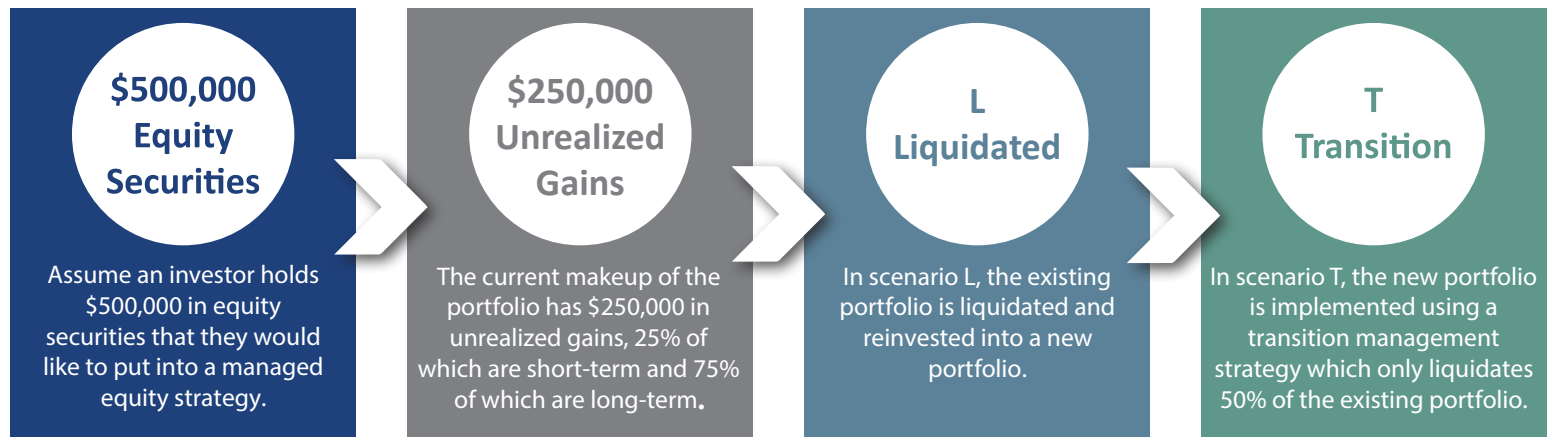 $500,000
Equity
Securities
Assume an investor holds
$500,000 in equity
securities that they would
like to put into a managed
equity strategy.
$250,000
Unrealized
Gains
The current makeup of the
portfolio has $250,000 in
unrealized gains, 25% of
which are short-term and 75%
of which are long-term.
L
Liquidated
In scenario L, the existing
portfolio is liquidated and
reinvested into a new
portfolio.
T
Transition
In scenario T, the new portfolio
is implemented using a
transition management
strategy which only liquidates
50% of the existing portfolio.